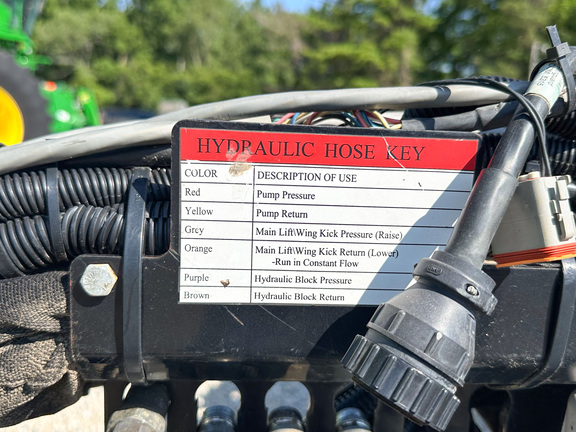 HYDRAULIC HOSE KEY
COLOR DESCRIPTION OF USE
Red Pump Pressure
Yellow Pump Return
Grey Main Lift\Wing Kick Pressure (Raise)
Orange Main Lift\Wing Kick Return (Lower)
-Run in Constant Flow
Purple Hydraulic Block Pressure
Brown Hydraulic Block Return